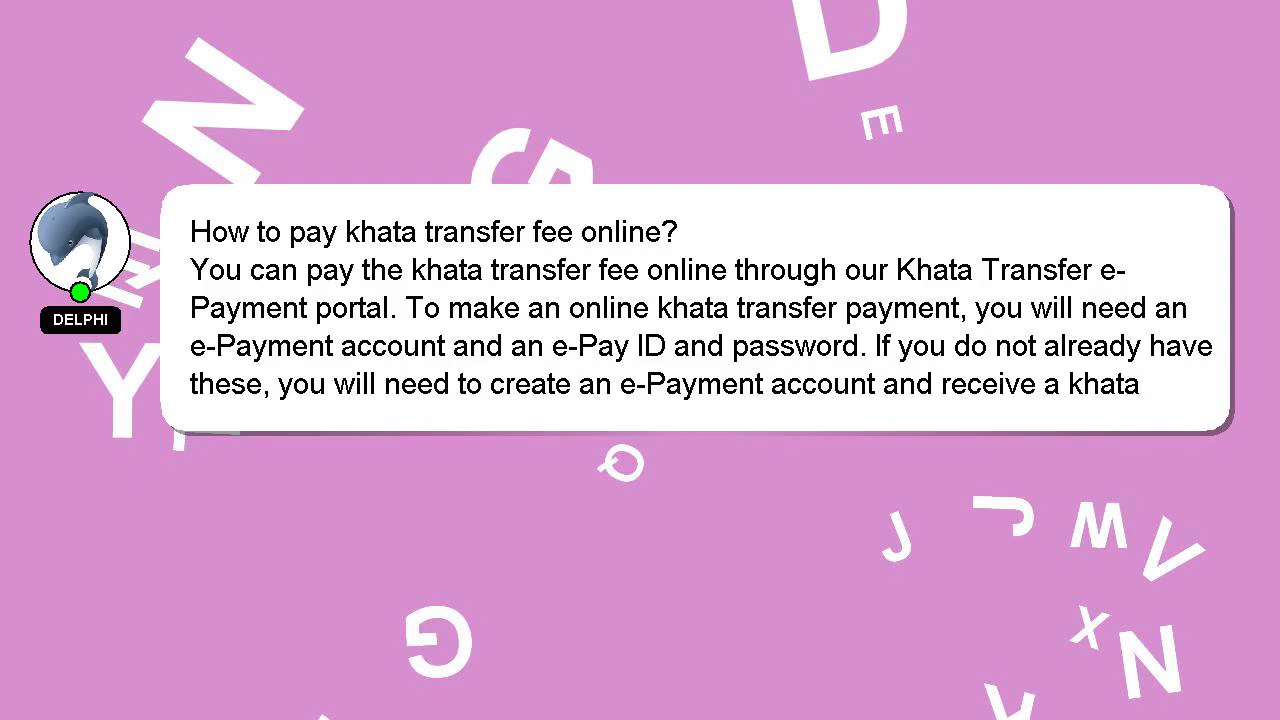 N
D
E
G
How to pay khata transfer fee online?
You can pay the khata transfer fee online through our Khata Transfer e-
Payment portal. To make an online khata transfer payment, you will need an
e-Payment account and an e-Pay ID and password. If you do not already have
these, you will need to create an e-Payment account and receive a khata
DELPHI
Y
Q
J
J
W
V
X
N
G